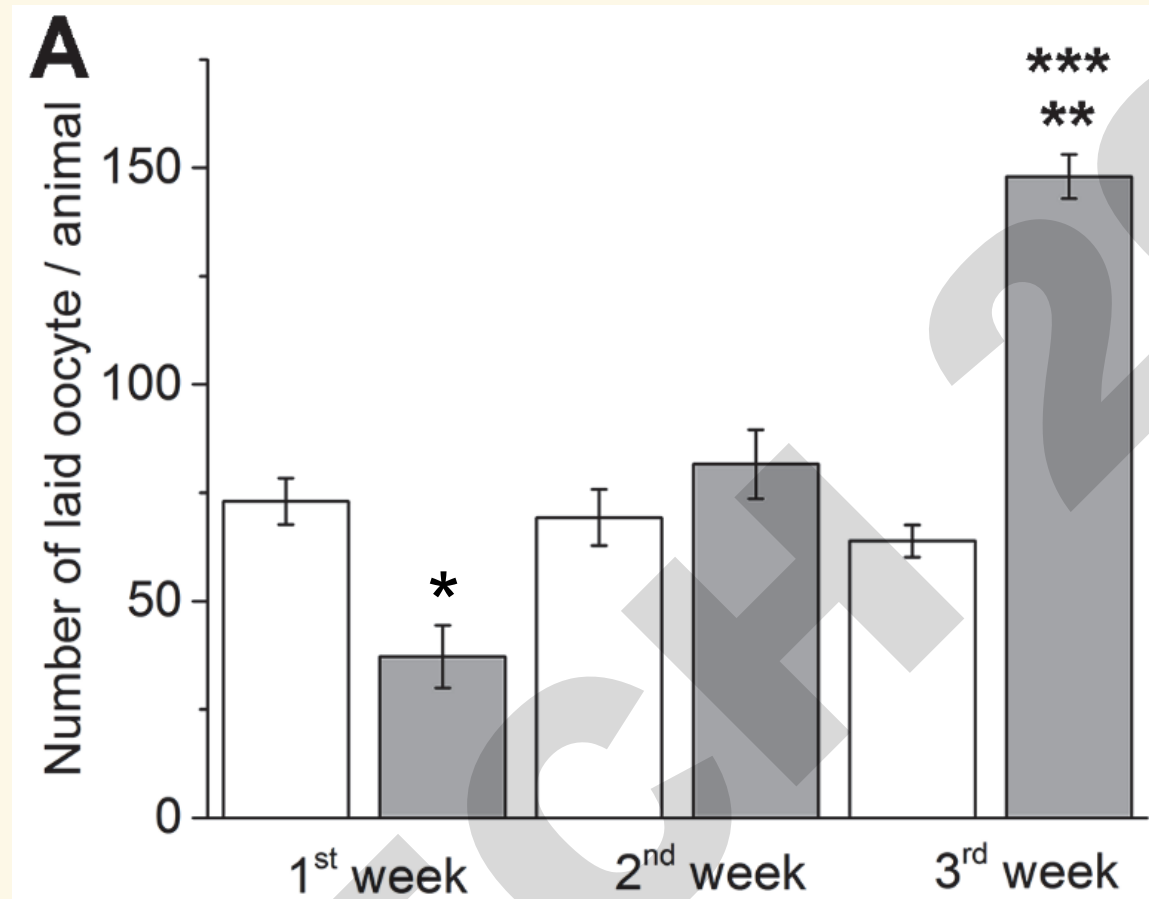 A
Number of laid oocyte / animal
150
100
50
0
*
***
**
1st week
2nd week
3rd week